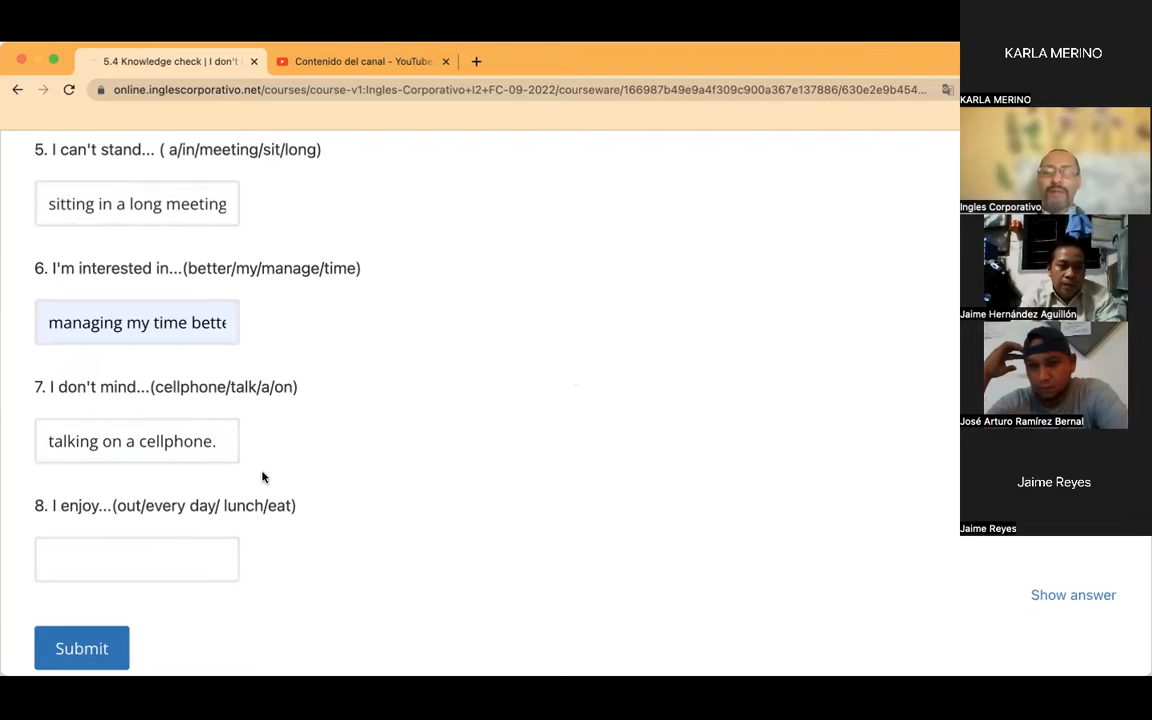 KARLA MERINO
5.4 Knowledge check | I don't
Contenido del canal - YouTube
online.inglescorporativo.net/courses/course-v1:Ingles-Corporativo+I2+FC-09-2022/courseware/166987b49e9a4f309c900a367e137886/630e2e9b454...
KARLA MERINO
5. I can't stand... ( a/in/meeting/sit/long)
sitting in a long meeting
Ingles Corporativo
6. I'm interested in...(better/my/manage/time)
managing my time bette
Jaime Hernández Aguillón
7. I don't mind...(cellphone/talk/a/on)
talking on a cellphone.
José Arturo Ramírez Bernal
8. I enjoy...(out/every day/ lunch/eat)
Jaime Reyes
Jaime Reyes
Show answer
Submit